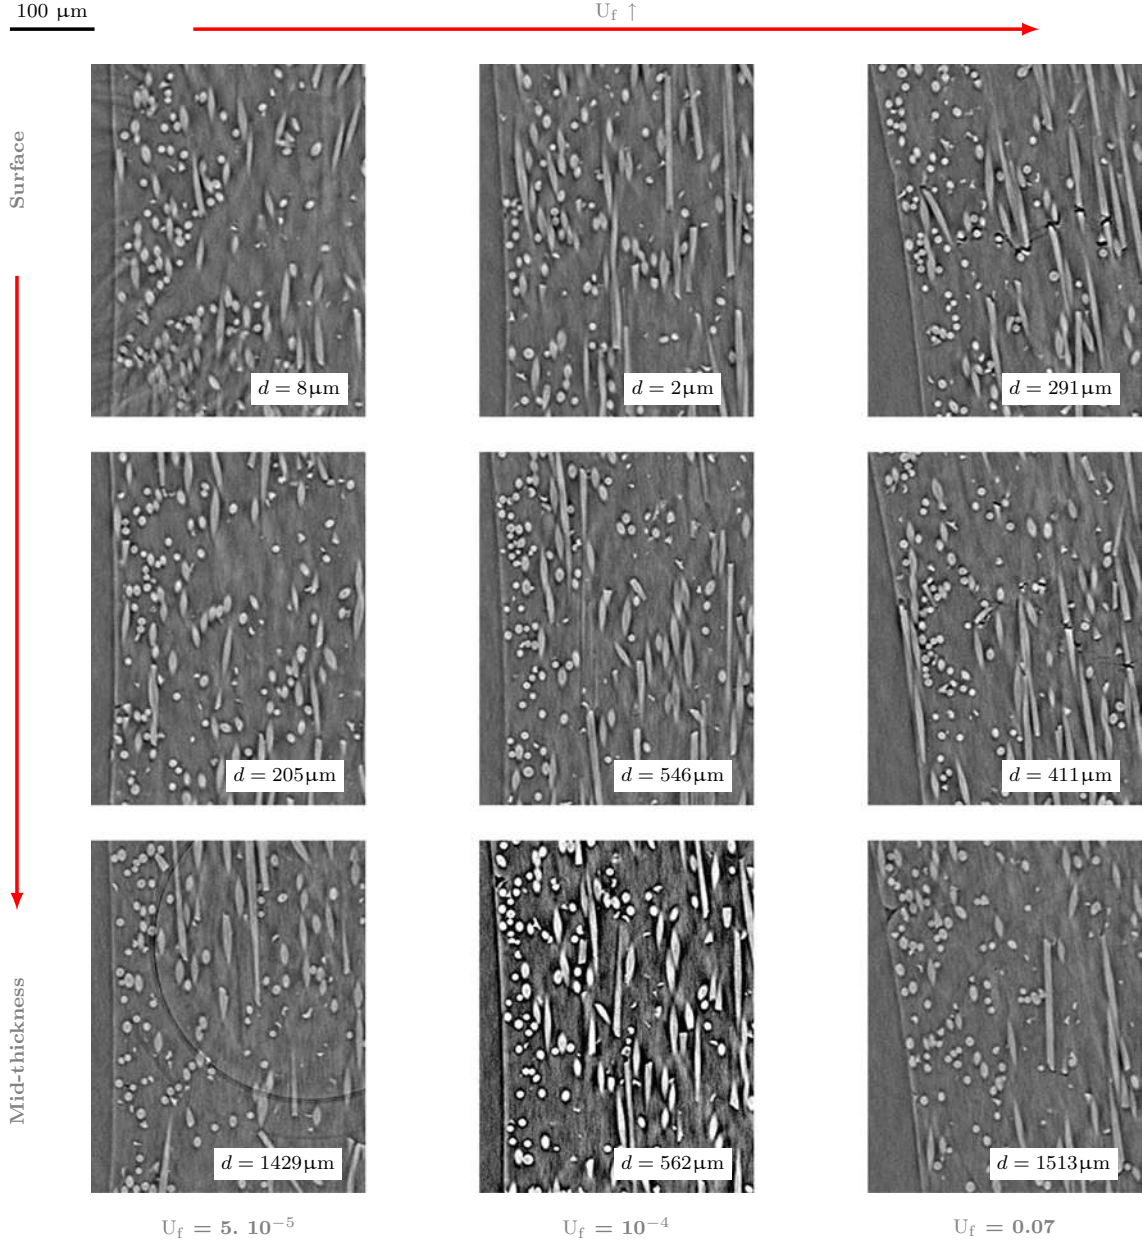 100 µm
U_f ↑
Surface
d = 8µm
d = 2µm
d = 291µm
d = 205µm
d = 546µm
d = 411µm
Mid-thickness
d = 1429µm
d = 562µm
d = 1513µm
U_f = 5. 10⁻⁵
U_f = 10⁻⁴
U_f = 0.07